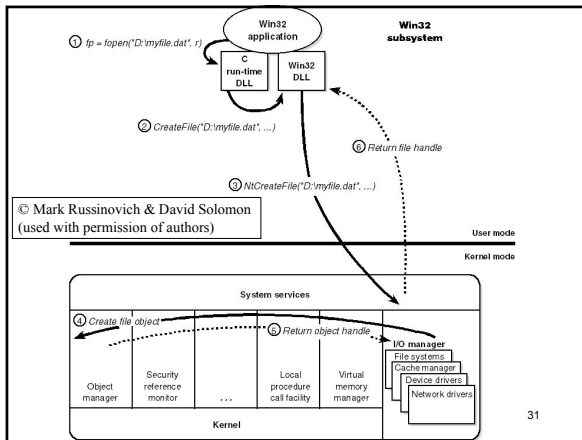 Win32
application
Win32
subsystem
① fp = fopen("D:\myfile.dat", r)
C
run-time
DLL
Win32
DLL
② CreateFile("D:\myfile.dat", ...)
⑥ Return file handle
③ NtCreateFile("D:\myfile.dat", ...)
© Mark Russinovich & David Solomon
(used with permission of authors)
User mode
Kernel mode
System services
④ Create file object
⑤ Return object handle
I/O manager
File systems
Cache manager
Device drivers
Network drivers
Object
manager
Security
reference
monitor
...
Local
procedure
call facility
Virtual
memory
manager
Kernel
31